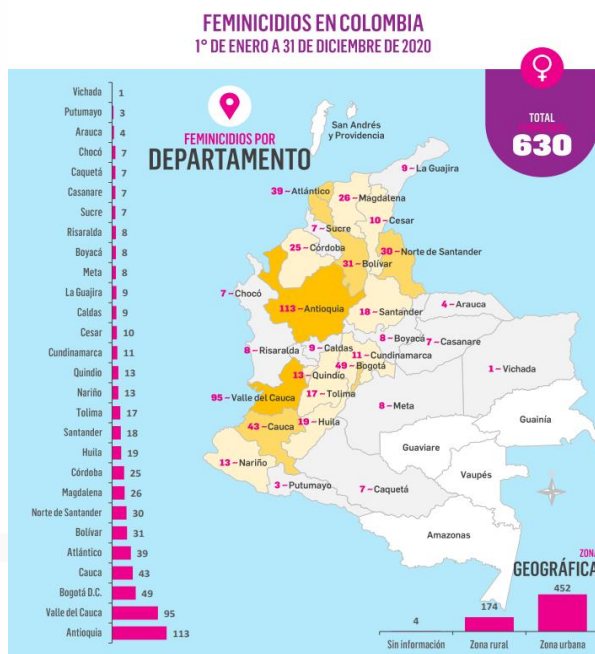 FEMINICIDIOS EN COLOMBIA
1° DE ENERO A 31 DE DICIEMBRE DE 2020
TOTAL
630
FEMINICIDIOS POR
DEPARTAMENTO
Vichada 1
Putumayo 3
Arauca 4
Chocó 7
Caquetá 7
Casanare 7
Sucre 7
Risaralda 8
Boyacá 8
Meta 8
La Guajira 9
Caldas 9
Cesar 10
Cundinamarca 11
Quindio 13
Nariño 13
Tolima 17
Santander 18
Huila 19
Córdoba 25
Magdalena 26
Norte de Santander 30
Bolívar 31
Atlántico 39
Cauca 43
Bogotá D.C. 49
Valle del Cauca 95
Antioquia 113
San Andrés
y Providencia
9 – La Guajira
39 – Atlántico
26 – Magdalena
10 – Cesar
7 – Sucre
30 – Norte de Santander
25 – Córdoba
31 – Bolívar
7 – Chocó
4 – Arauca
113 – Antioquia
18 – Santander
8 – Boyacá
7 – Casanare
8 – Risaralda
9 – Caldas
11 – Cundinamarca
49 – Bogotá
1 – Vichada
13 – Quindio
17 – Tolima
95 – Valle del Cauca
8 – Meta
19 – Huila
43 – Cauca
Guainía
Guaviare
13 – Nariño
Vaupés
3 – Putumayo
7 – Caquetá
Amazonas
ZONA
GEOGRÁFICA
4
174
452
Sin información
Zona rural
Zona urbana